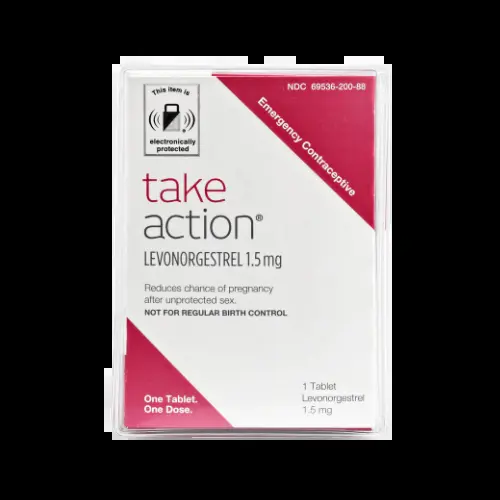 This item is
electronically
protected
NDC 69536-200-88
Emergency Contraceptive
take
action®
LEVONORGESTREL 1.5 mg
Reduces chance of pregnancy
after unprotected sex.
NOT FOR REGULAR BIRTH CONTROL
One Tablet.
One Dose.
1 Tablet
Levonorgestrel
1.5 mg